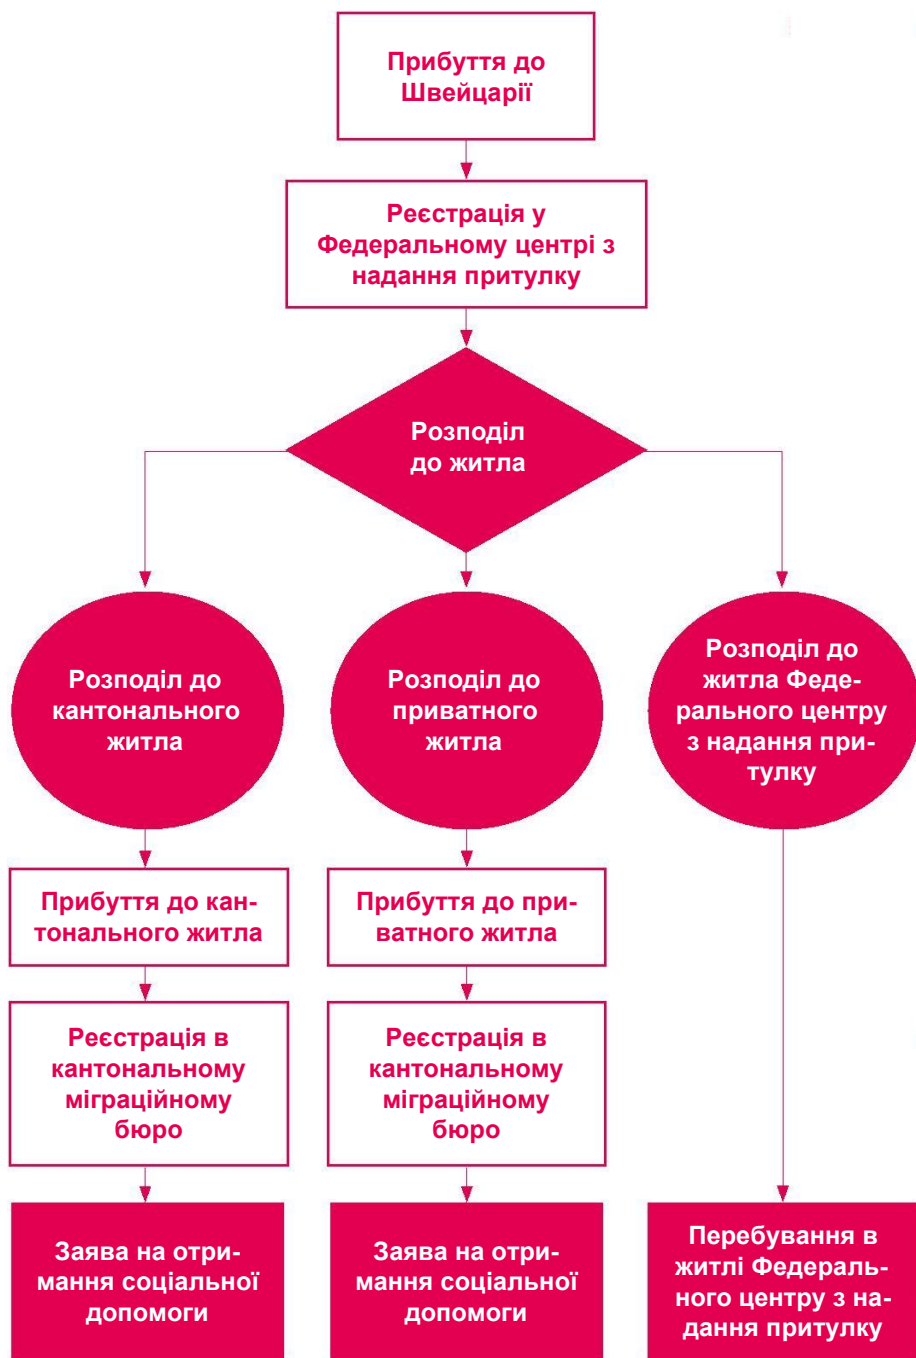 Прибуття до
Швейцарії
Реєстрація у
Федеральному центрі з
надання притулку
Розподіл
до житла
Розподіл до
кантонального
житла
Розподіл до
приватного
житла
Розподіл до
житла Феде-
рального центру
з надання при-
тулку
Прибуття до кан-
тонального житла
Прибуття до при-
ватного житла
Реєстрація в
кантональному
міграційному
бюро
Реєстрація в
кантональному
міграційному
бюро
Заява на отри-
мання соціальної
допомоги
Заява на отри-
мання соціальної
допомоги
Перебування в
житлі Федераль-
ного центру з на-
дання притулку